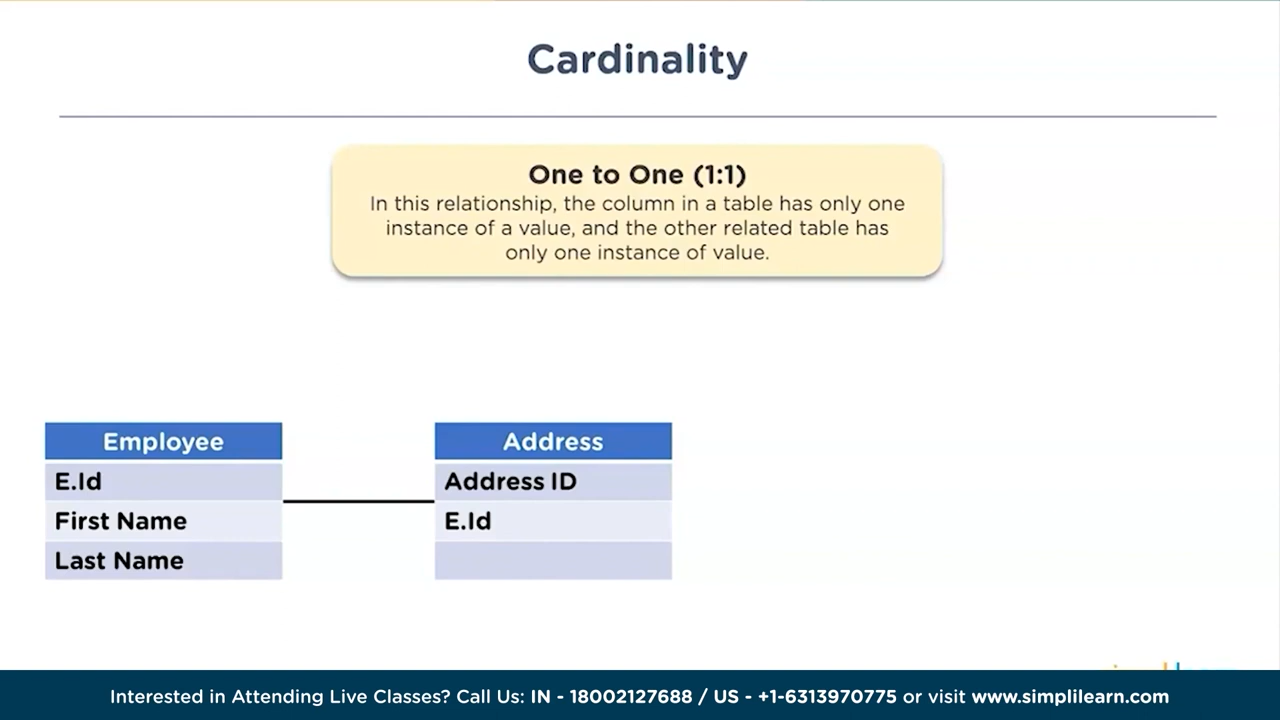 Cardinality
One to One (1:1)
In this relationship, the column in a table has only one
instance of a value, and the other related table has
only one instance of value.
Employee
E.Id
First Name
Last Name
Address
Address ID
E.Id
Interested in Attending Live Classes? Call Us: IN - 18002127688 / US - +1-6313970775 or visit www.simplilearn.com